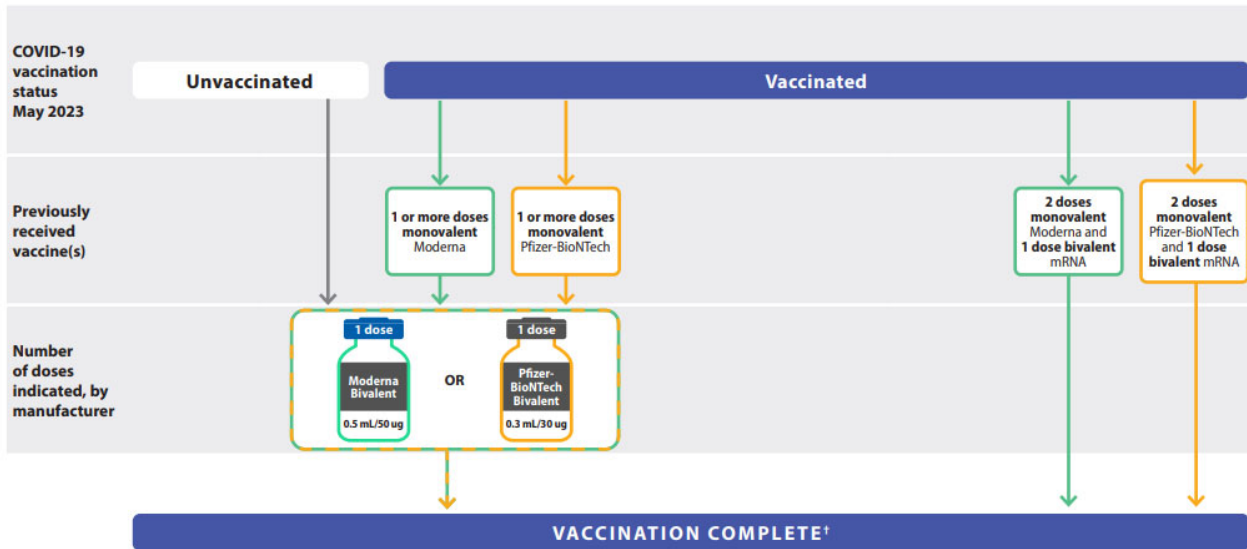 COVID-19
vaccination
status
May 2023
Unvaccinated
Vaccinated
Previously
received
vaccine(s)
1 or more doses
monovalent
Moderna
1 or more doses
monovalent
Pfizer-BioNTech
2 doses
monovalent
Moderna and
1 dose bivalent
mRNA
2 doses
monovalent
Pfizer-BioNTech
and 1 dose
bivalent mRNA
Number
of doses
indicated, by
manufacturer
1 dose
Moderna
Bivalent
0.5 mL/50 ug
OR
1 dose
Pfizer-
BioNTech
Bivalent
0.3 mL/30 ug
VACCINATION COMPLETE†